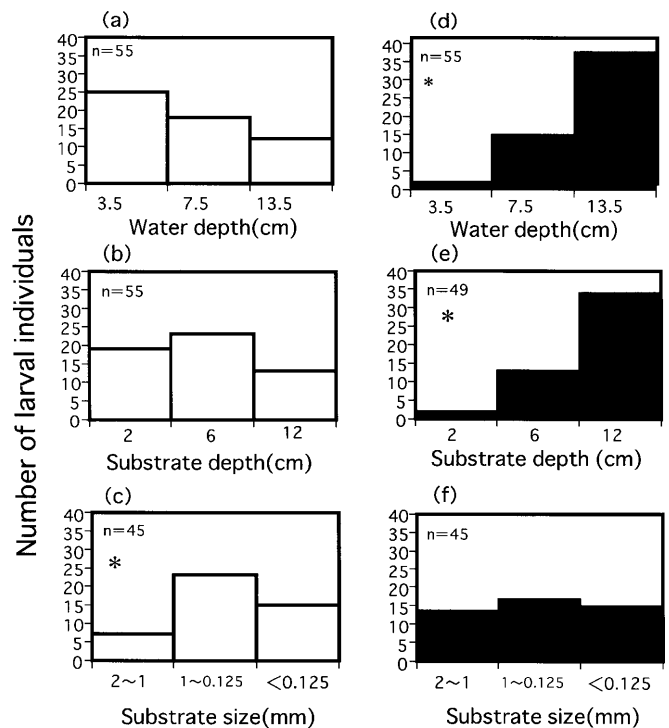 Number of larval individuals
(a)
40
35
30
25
20
15
10
5
0
n=55
3.5 7.5 13.5
Water depth(cm)
(b)
40
35
30
25
20
15
10
5
0
n=55
2 6 12
Substrate depth(cm)
(c)
40
35
30
25
20
15
10
5
0
n=45
*
2~1 1~0.125 <0.125
Substrate size(mm)
(d)
40
35
30
25
20
15
10
5
0
n=55
*
3.5 7.5 13.5
Water depth(cm)
(e)
40
35
30
25
20
15
10
5
0
n=49
*
2 6 12
Substrate depth (cm)
(f)
40
35
30
25
20
15
10
5
0
n=45
2~1 1~0.125 <0.125
Substrate size(mm)